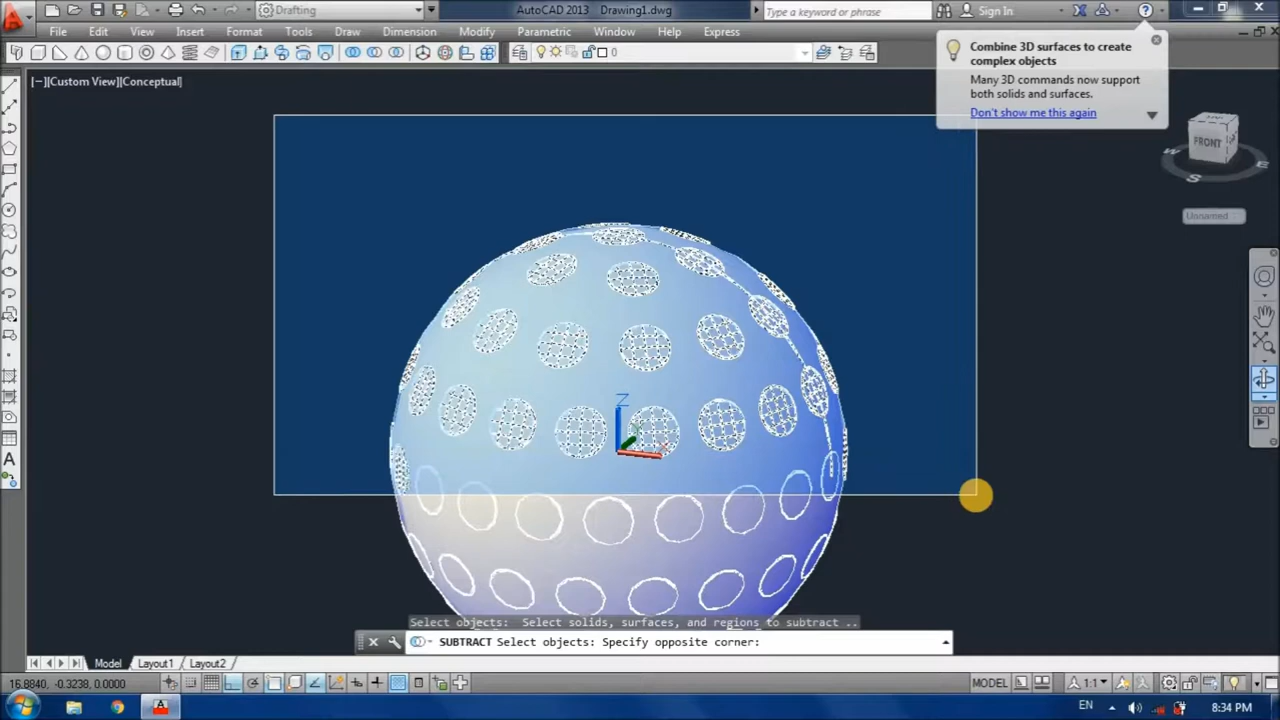 Drafting
AutoCAD 2013 Drawing1.dwg
Type a keyword or phrase
Sign In
File Edit View Insert Format Tools Draw Dimension Modify Parametric Window Help Express
0
[−][Custom View][Conceptual]
Combine 3D surfaces to create
complex objects
Many 3D commands now support
both solids and surfaces.
Don't show me this again
FRONT
W
S
E
Unnamed
Z
A
Select objects: Select solids, surfaces, and regions to subtract ..
SUBTRACT Select objects: Specify opposite corner:
Model Layout1 Layout2
16.8840, -0.3238, 0.0000
MODEL
1:1
EN
8:34 PM